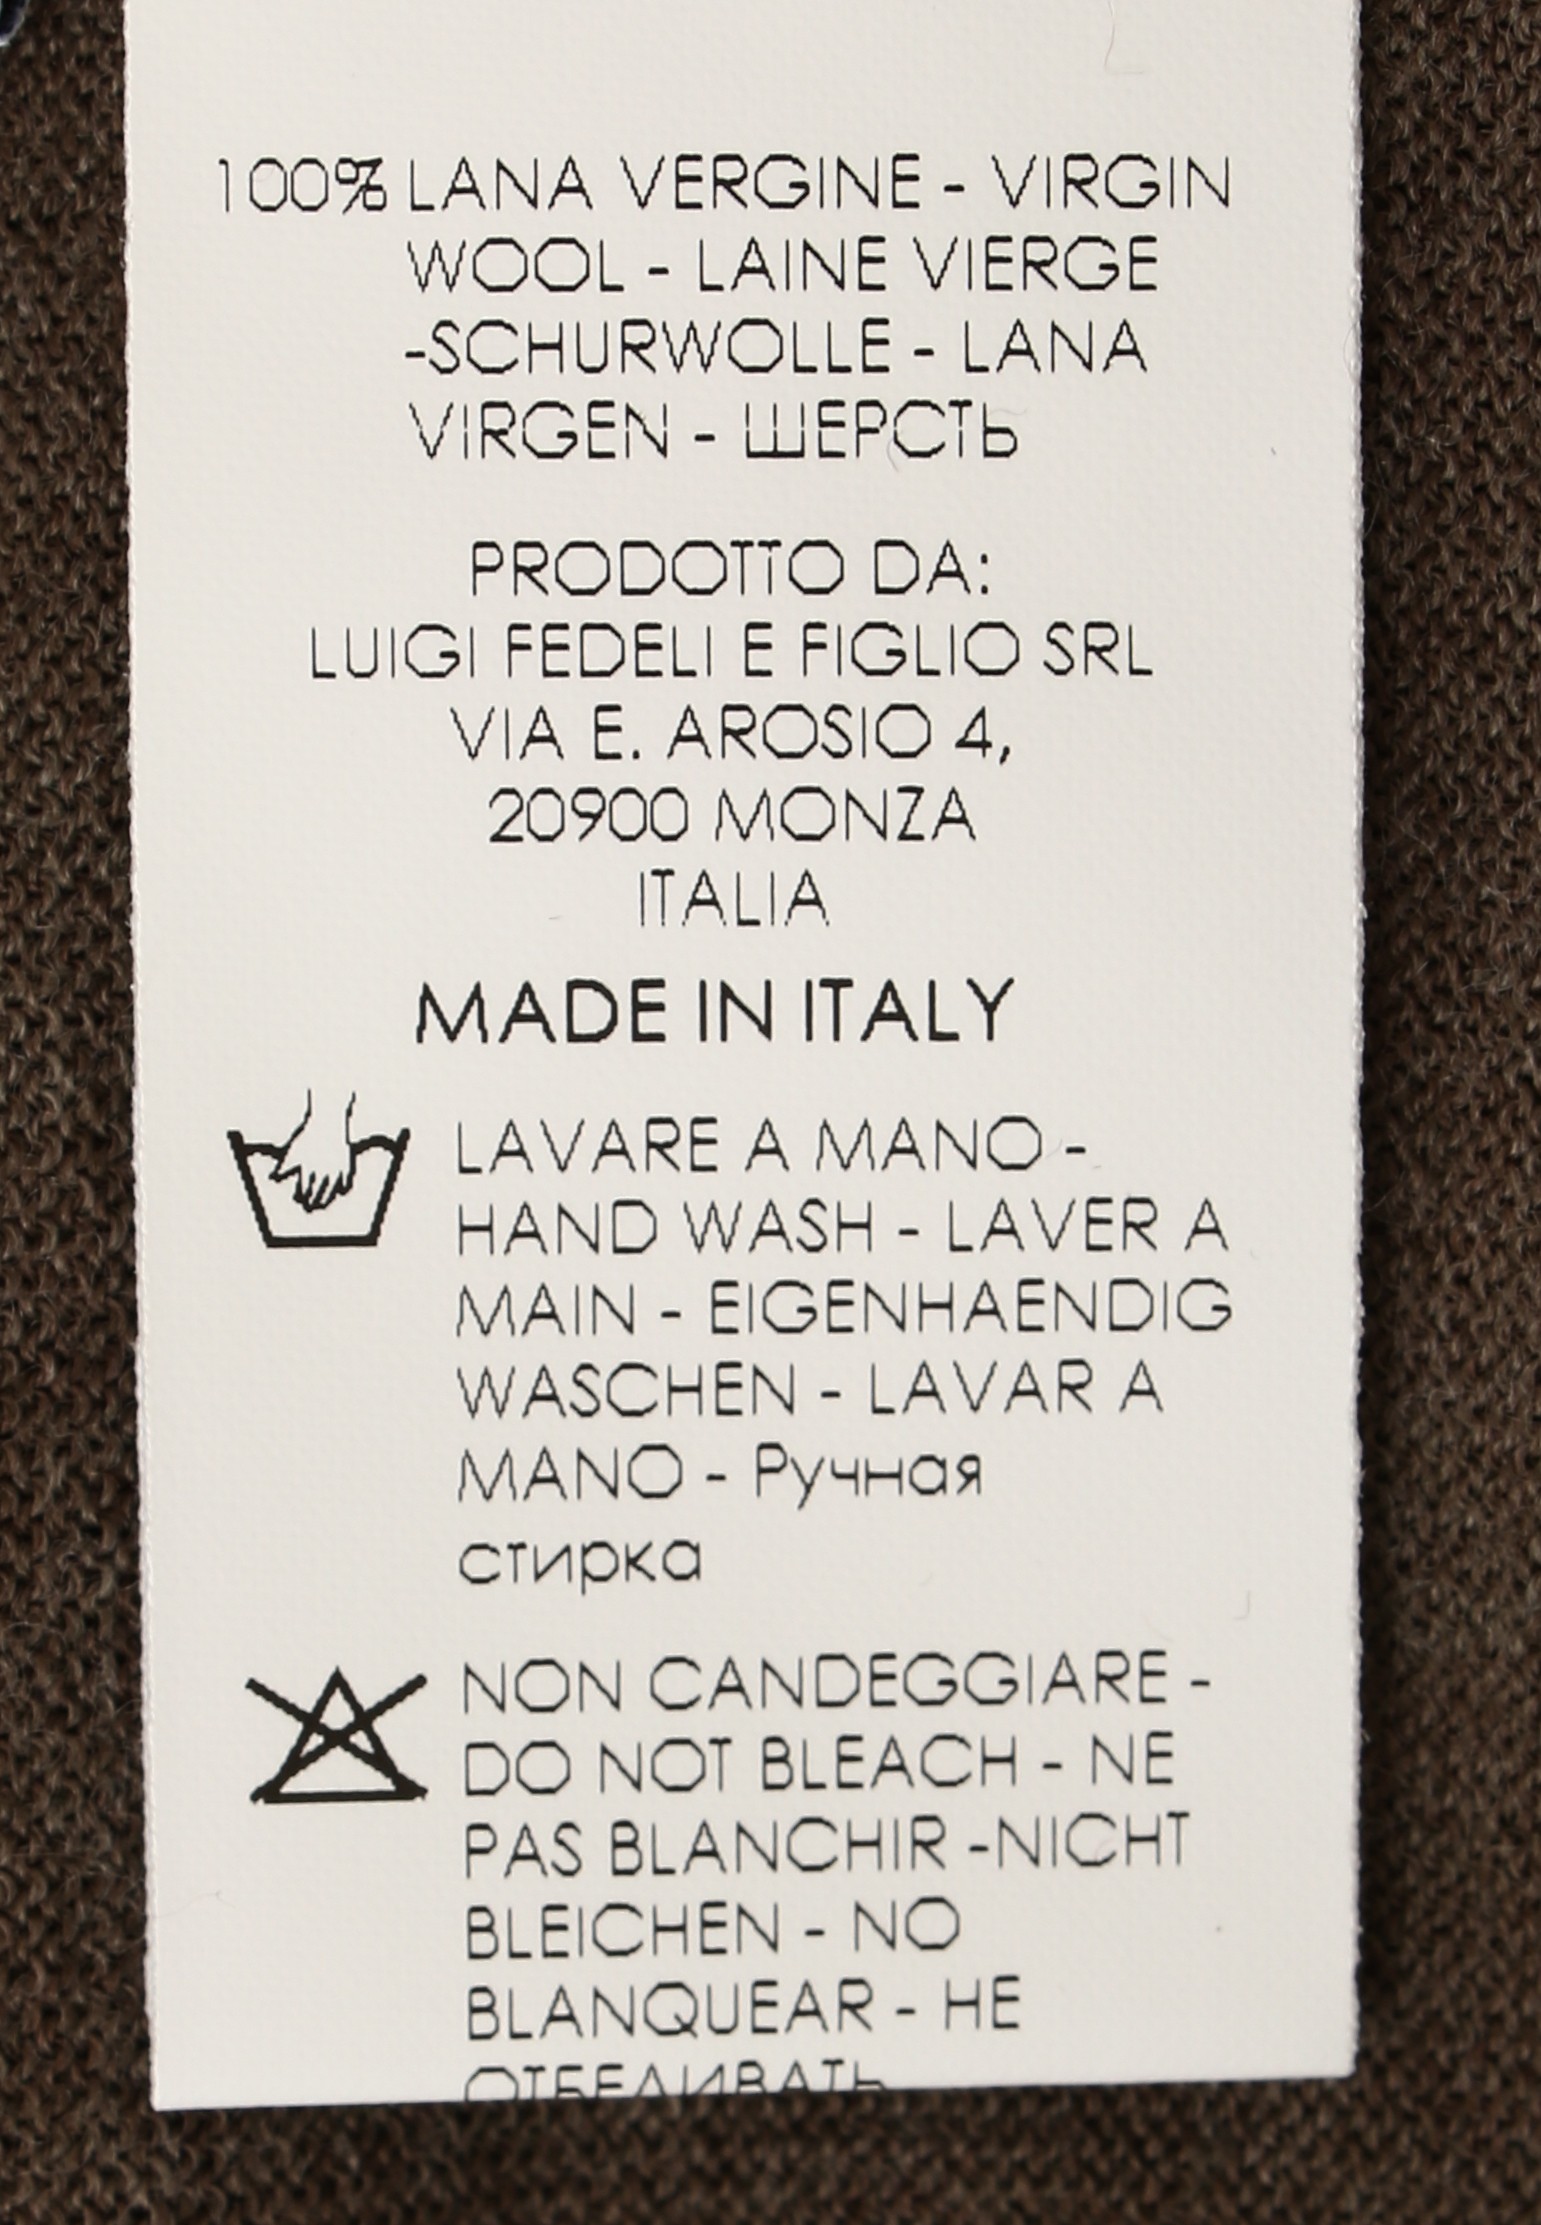 100% LANA VERGINE - VIRGIN
WOOL - LAINE VIERGE
-SCHURWOLLE - LANA
VIRGEN - ШЕРСТЬ
PRODOTTO DA:
LUIGI FEDELI E FIGLIO SRL
VIA E. AROSIO 4,
20900 MONZA
ITALIA
MADE IN ITALY
LAVARE A MANO -
HAND WASH - LAVER A
MAIN - EIGENHAENDIG
WASCHEN - LAVAR A
MANO - Ручная
стирка
NON CANDEGGIARE -
DO NOT BLEACH - NE
PAS BLANCHIR -NICHT
BLEICHEN - NO
BLANQUEAR - НЕ
ОТБЕЛИВАТЬ